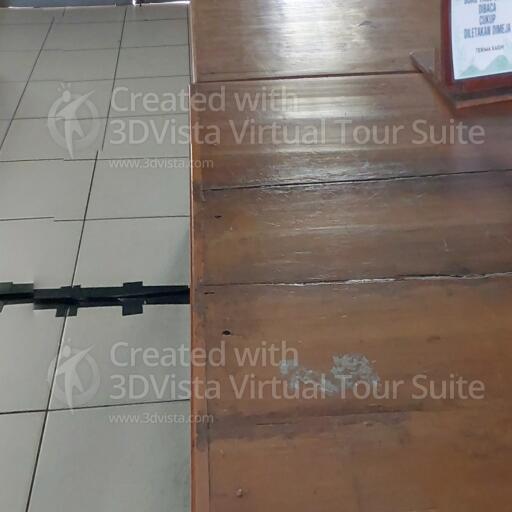 DIBACA
CUKUP
DILETAKAN DIMEJA
TERIMA KASIH
Created with
3DVista Virtual Tour Suite
www.3dvista.com
Created with
3DVista Virtual Tour Suite
www.3dvista.com